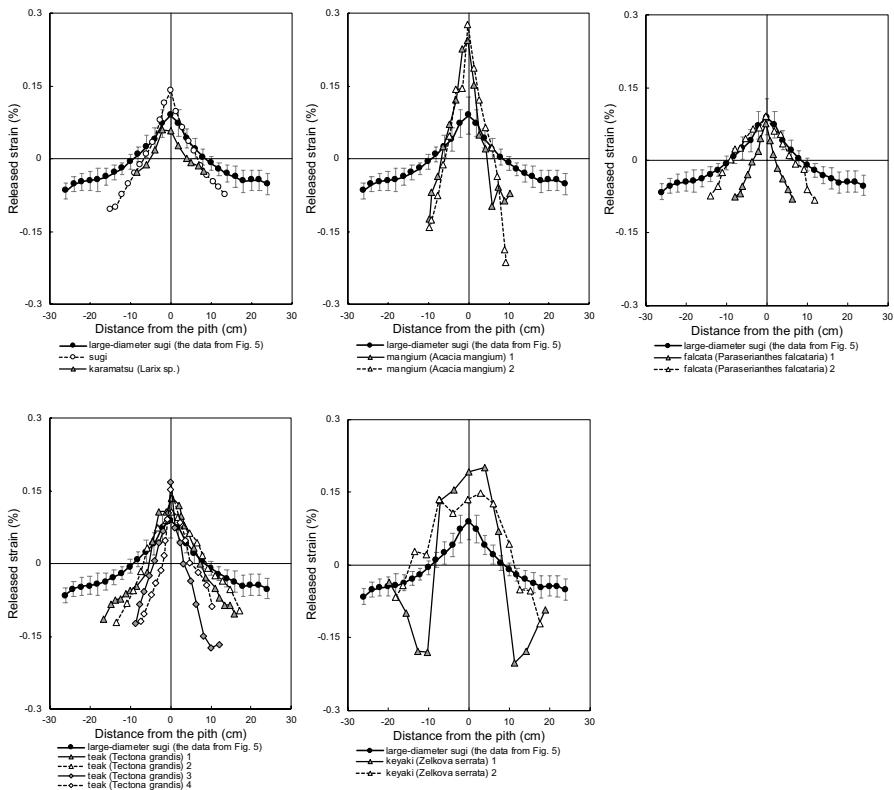 0.3
0.15
0
-0.15
-0.3
Released strain (%)
-30 -20 -10 0 10 20 30
Distance from the pith (cm)
large-diameter sugi (the data from Fig. 5)
sugi
karamatsu (Larix sp.)
0.3
0.15
0
-0.15
-0.3
Released strain (%)
-30 -20 -10 0 10 20 30
Distance from the pith (cm)
large-diameter sugi (the data from Fig. 5)
mangium (Acacia mangium) 1
mangium (Acacia mangium) 2
0.3
0.15
0
-0.15
-0.3
Released strain (%)
-30 -20 -10 0 10 20 30
Distance from the pith (cm)
large-diameter sugi (the data from Fig. 5)
falcata (Paraserianthes falcataria) 1
falcata (Paraserianthes falcataria) 2
0.3
0.15
0
-0.15
-0.3
Released strain (%)
-30 -20 -10 0 10 20 30
Distance from the pith (cm)
large-diameter sugi (the data from Fig. 5)
teak (Tectona grandis) 1
teak (Tectona grandis) 2
teak (Tectona grandis) 3
teak (Tectona grandis) 4
0.3
0.15
0
-0.15
-0.3
Released strain (%)
-30 -20 -10 0 10 20 30
Distance from the pith (cm)
large-diameter sugi (the data from Fig. 5)
keyaki (Zelkova serrata) 1
keyaki (Zelkova serrata) 2